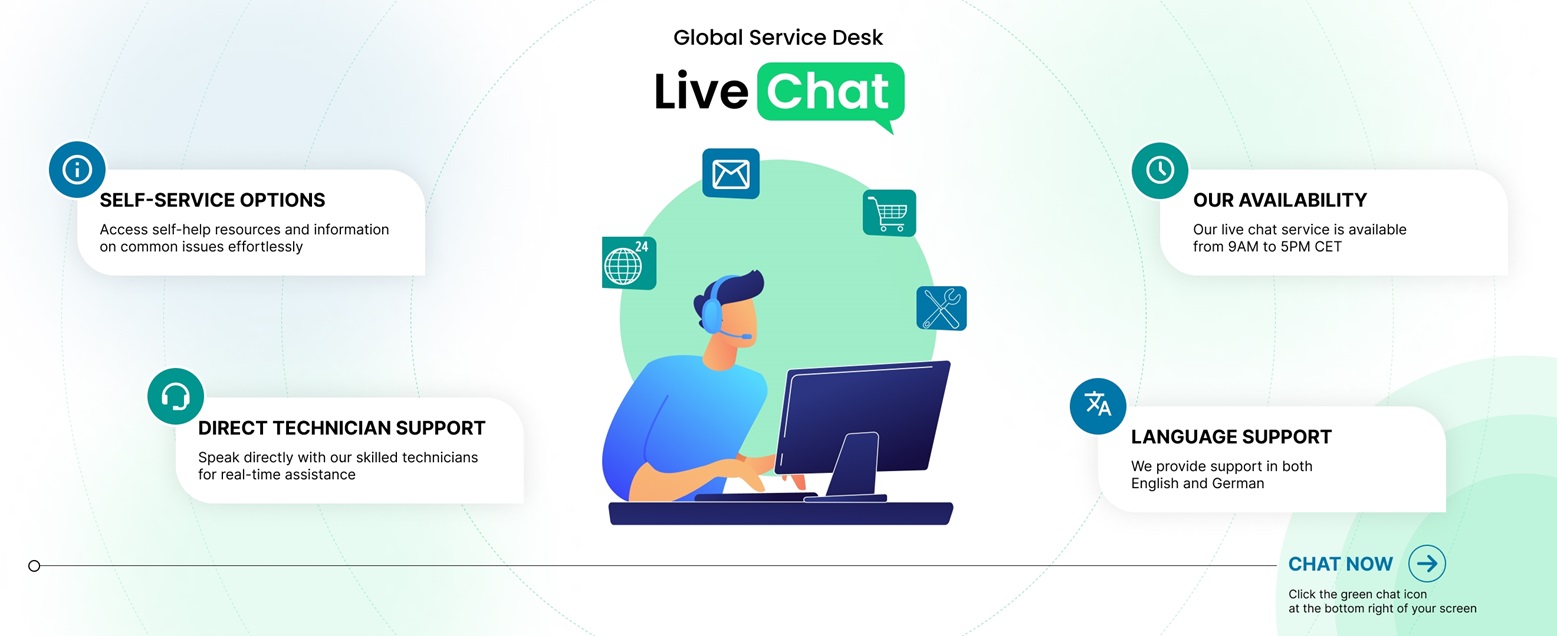 Global Service Desk
Live Chat
SELF-SERVICE OPTIONS
Access self-help resources and information
on common issues effortlessly
DIRECT TECHNICIAN SUPPORT
Speak directly with our skilled technicians
for real-time assistance
24
OUR AVAILABILITY
Our live chat service is available
from 9AM to 5PM CET
LANGUAGE SUPPORT
We provide support in both
English and German
CHAT NOW
Click the green chat icon
at the bottom right of your screen